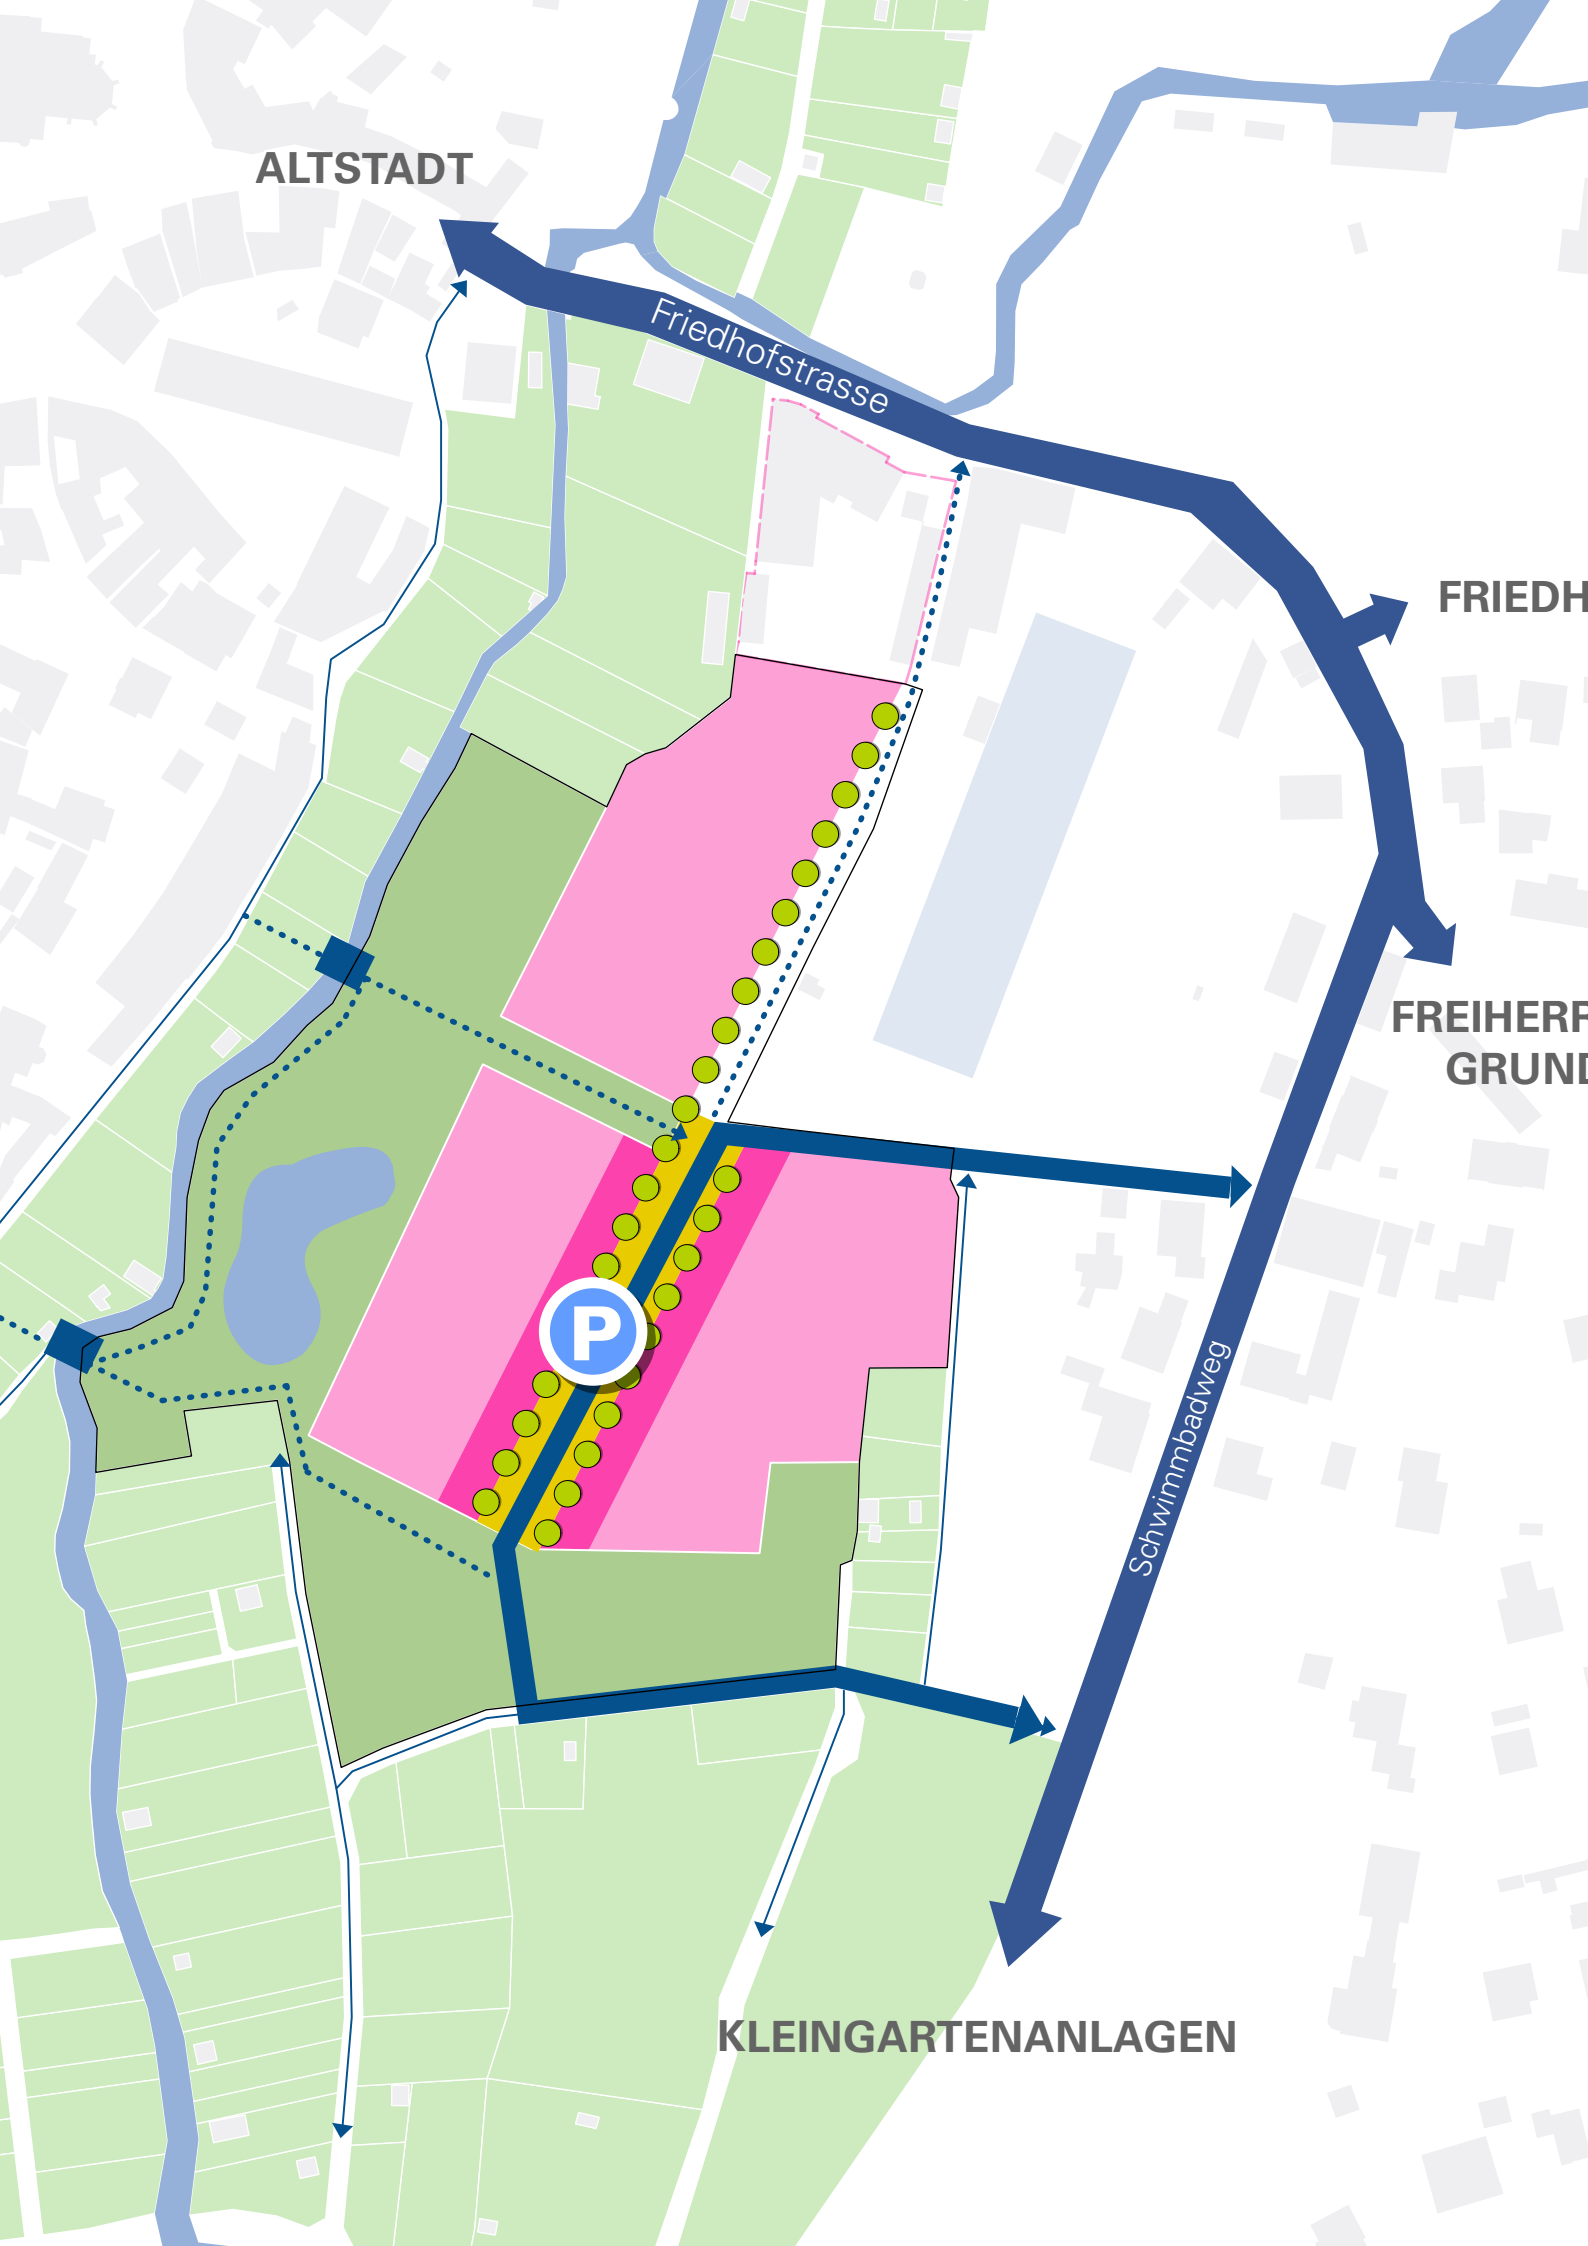 ALTSTADT
Friedhofstrasse
FRIEDH
FREIHERR
GRUND
P
Schwimmbadweg
KLEINGARTENANLAGEN